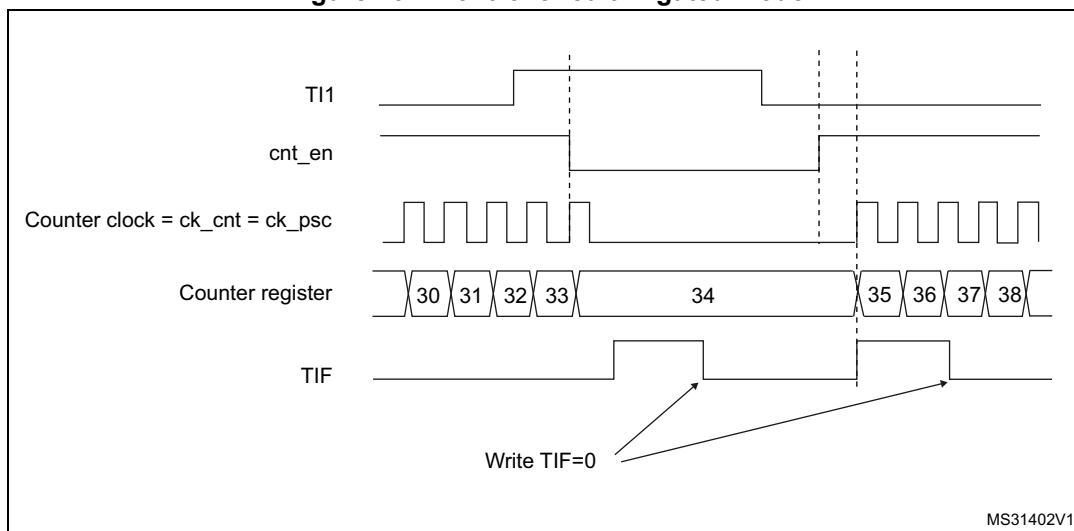 TI1
cnt_en
Counter clock = ck_cnt = ck_psc
Counter register 30 31 32 33 34 35 36 37 38
TIF
Write TIF=0
MS31402V1